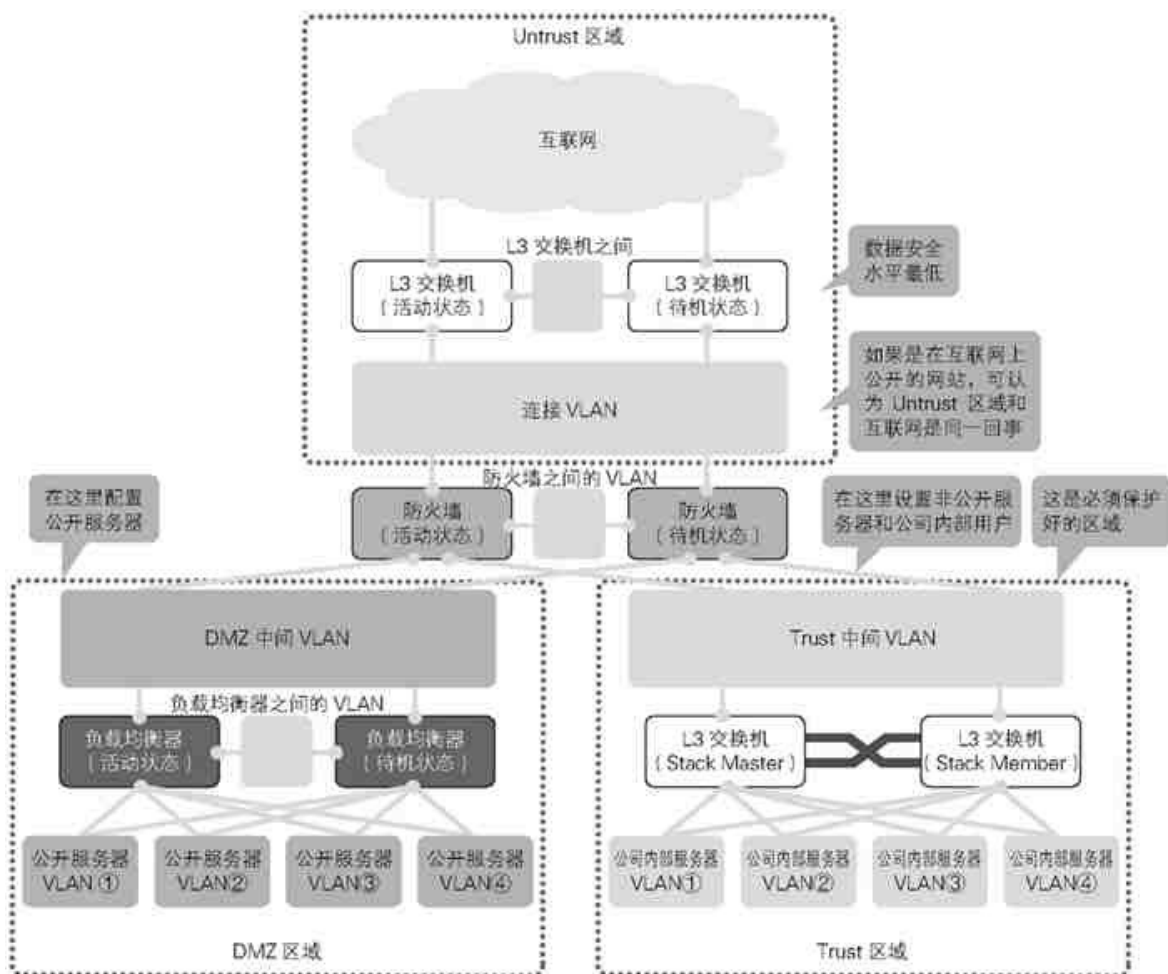 Untrust 区域
互联网
L3 交换机之间
L3 交换机
（活动状态）
L3 交换机
（待机状态）
数据安全
水平最低
连接 VLAN
如果是在互联网上
公开的网站，可认
为 Untrust 区域和
互联网是同一回事
防火墙之间的 VLAN
防火墙
（活动状态）
防火墙
（待机状态）
在这里配置
公开服务器
在这里设置非公开服
务器和公司内部用户
这是必须保护
好的区域
DMZ 中间 VLAN
负载均衡器之间的 VLAN
负载均衡器
（活动状态）
负载均衡器
（待机状态）
公开服务器
VLAN①
公开服务器
VLAN②
公开服务器
VLAN③
公开服务器
VLAN④
DMZ 区域
Trust 中间 VLAN
L3 交换机
（Stack Master）
L3 交换机
（Stack Member）
公司内部服务器
VLAN①
公司内部服务器
VLAN②
公司内部服务器
VLAN③
公司内部服务器
VLAN④
Trust 区域